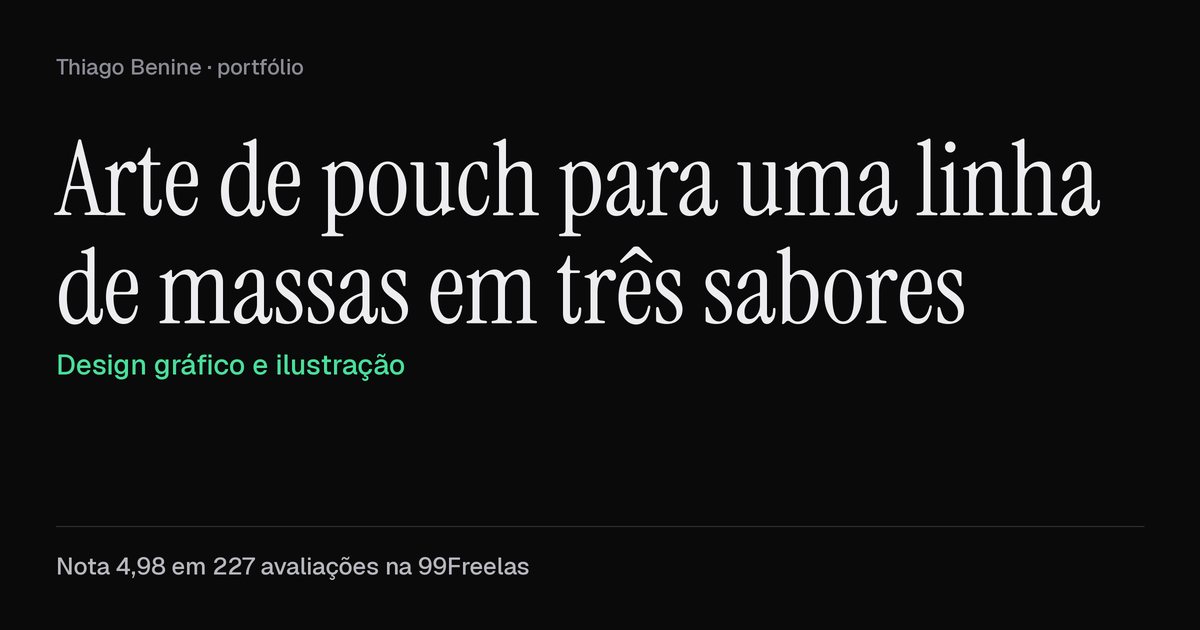 Thiago Benine · portfólio
Arte de pouch para uma linha
de massas em três sabores
Design gráfico e ilustração
Nota 4,98 em 227 avaliações na 99Freelas